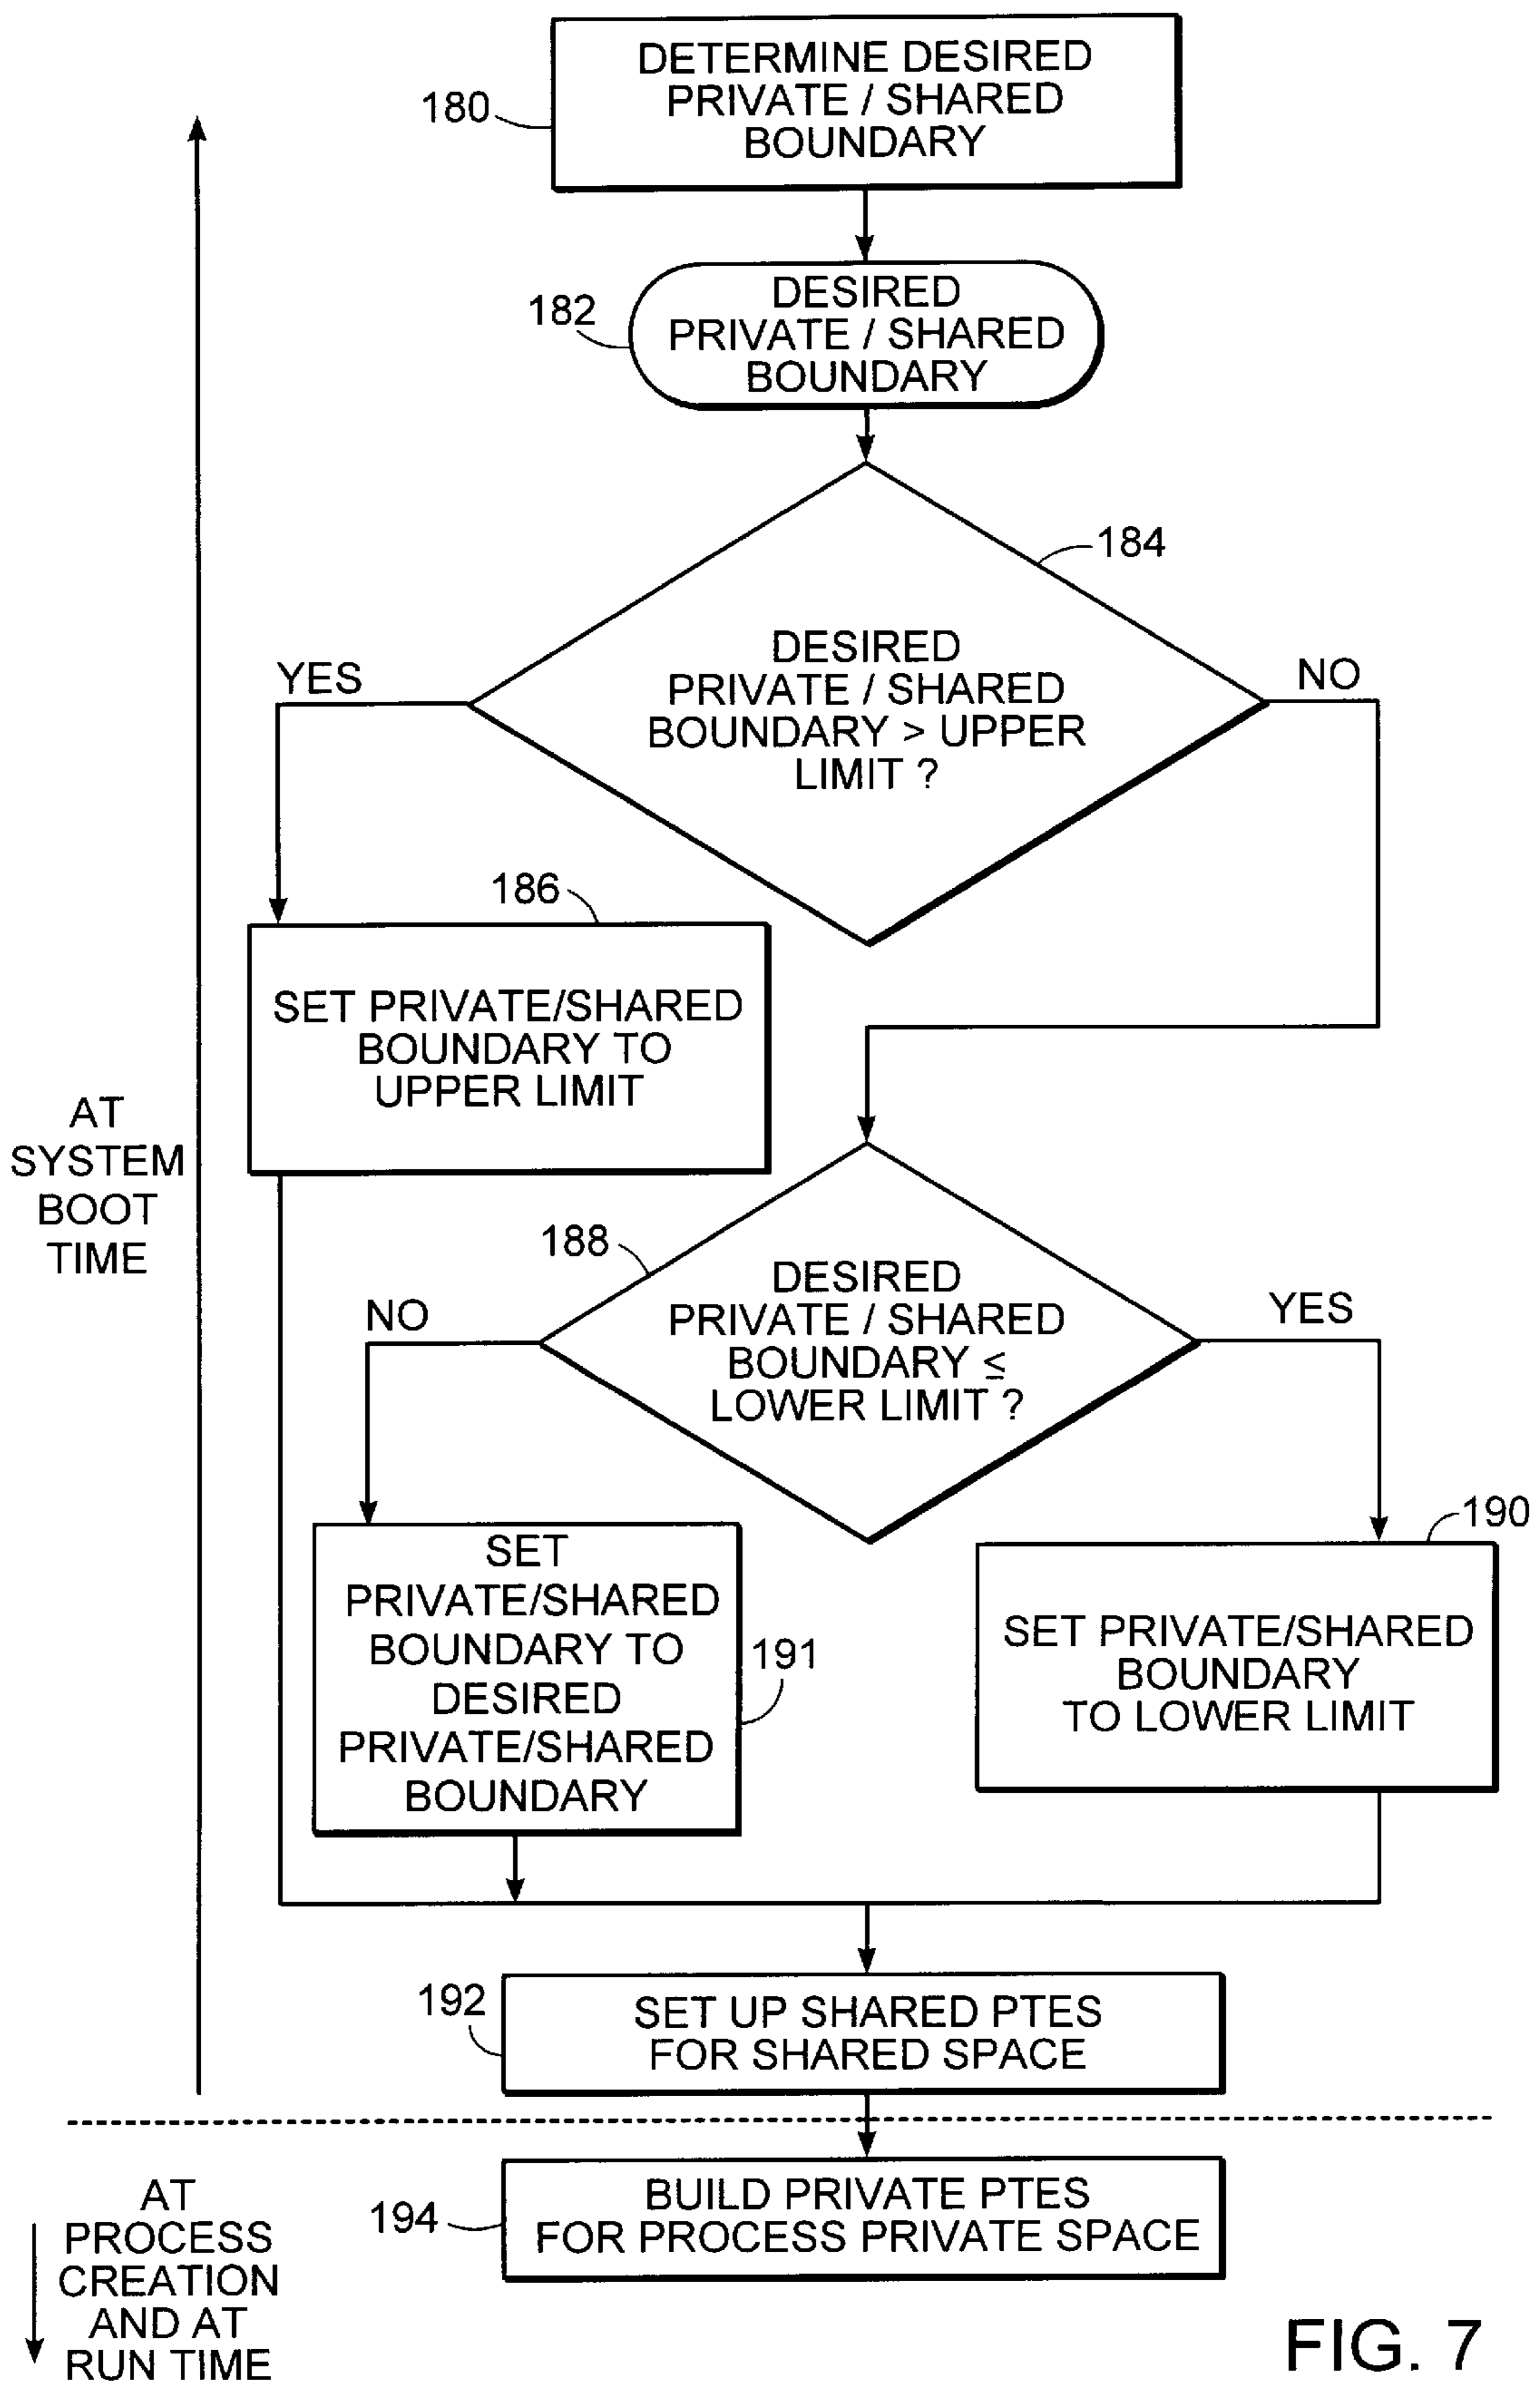 DETERMINE DESIRED
PRIVATE / SHARED
BOUNDARY
180
DESIRED
PRIVATE / SHARED
BOUNDARY
182
184
DESIRED
PRIVATE / SHARED
BOUNDARY > UPPER
LIMIT ?
YES
NO
186
SET PRIVATE/SHARED
BOUNDARY TO
UPPER LIMIT
AT
SYSTEM
BOOT
TIME
188
DESIRED
PRIVATE / SHARED
BOUNDARY ≤
LOWER LIMIT ?
NO
YES
190
SET
PRIVATE/SHARED
BOUNDARY TO
DESIRED
PRIVATE/SHARED
BOUNDARY
191
SET PRIVATE/SHARED
BOUNDARY
TO LOWER LIMIT
192
SET UP SHARED PTES
FOR SHARED SPACE
194
BUILD PRIVATE PTES
FOR PROCESS PRIVATE SPACE
AT
PROCESS
CREATION
AND AT
RUN TIME
FIG. 7